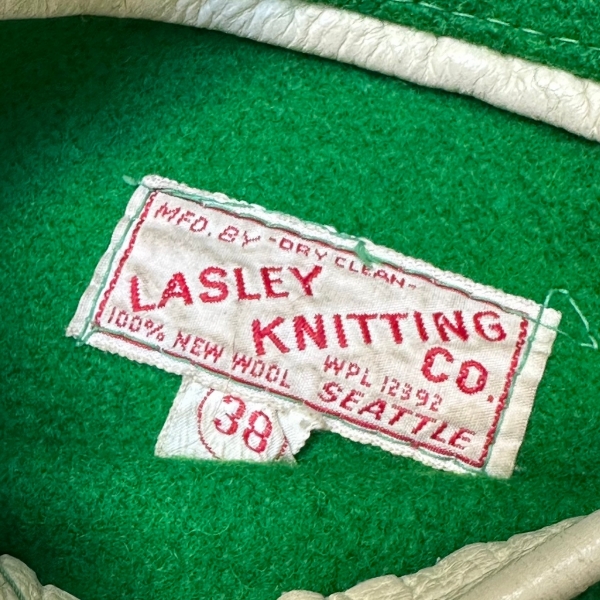 MFD. BY -DRY CLEAN-
LASLEY
KNITTING
CO.
100% NEW WOOL WPL 12392
SEATTLE
38